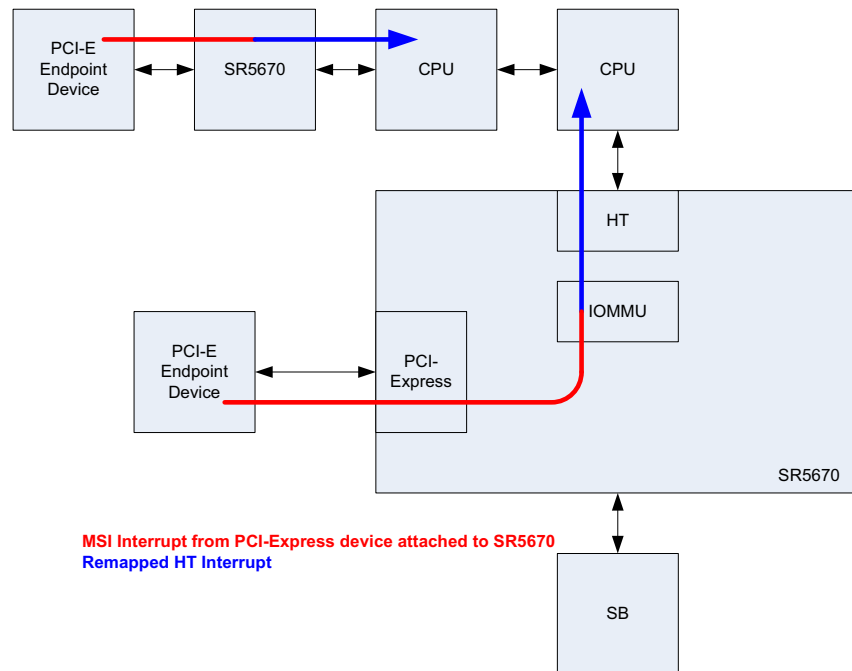 PCI-E
Endpoint
Device
SR5670
CPU
CPU
HT
IOMMU
PCI-E
Endpoint
Device
PCI-
Express
SR5670
MSI Interrupt from PCI-Express device attached to SR5670
Remapped HT Interrupt
SB